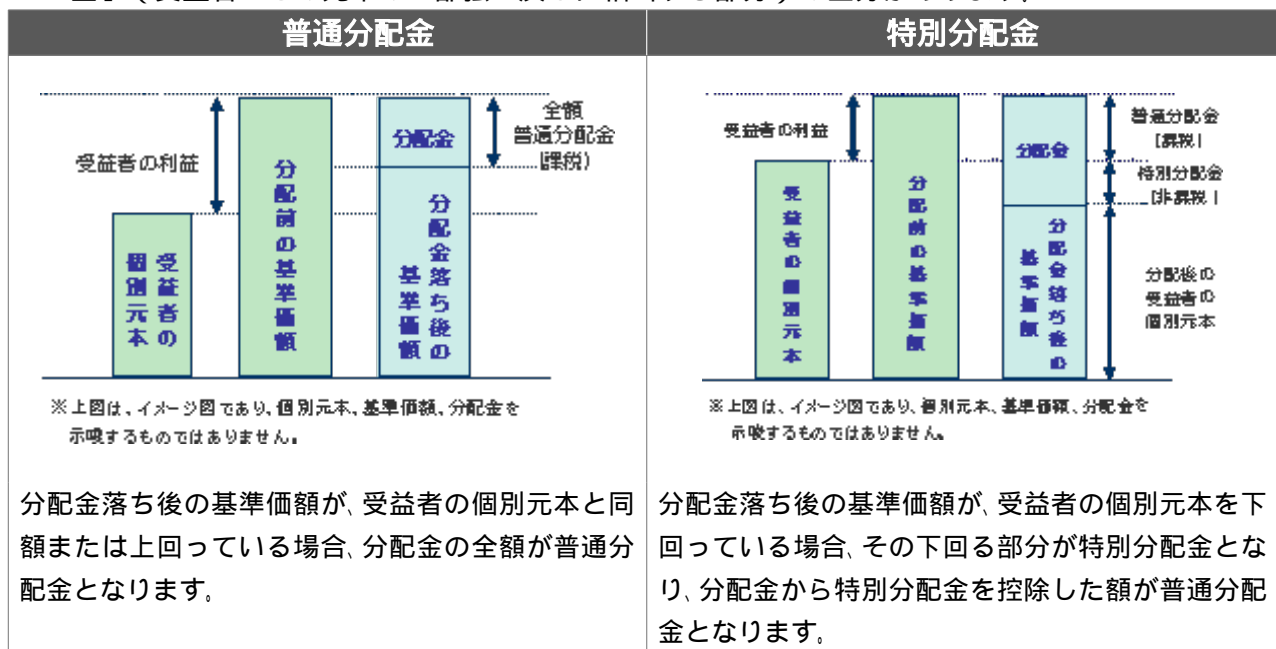 普通分配金
受益者の利益
受益者の
個別元本
分配前の基準価額
分配金
分配金落ち後の
基準価額
全額
普通分配金
(課税)
※上図は、イメージ図であり、個別元本、基準価額、分配金を
示唆するものではありません。
分配金落ち後の基準価額が、受益者の個別元本と同
額または上回っている場合、分配金の全額が普通分
配金となります。
特別分配金
受益者の利益
受益者の個別元本
分配前の基準価額
分配金
分配金落ち後の
基準価額
普通分配金
[課税]
特別分配金
[非課税]
分配後の
受益者の
個別元本
※上図は、イメージ図であり、個別元本、基準価額、分配金を
示唆するものではありません。
分配金落ち後の基準価額が、受益者の個別元本を下
回っている場合、その下回る部分が特別分配金とな
り、分配金から特別分配金を控除した額が普通分配
金となります。